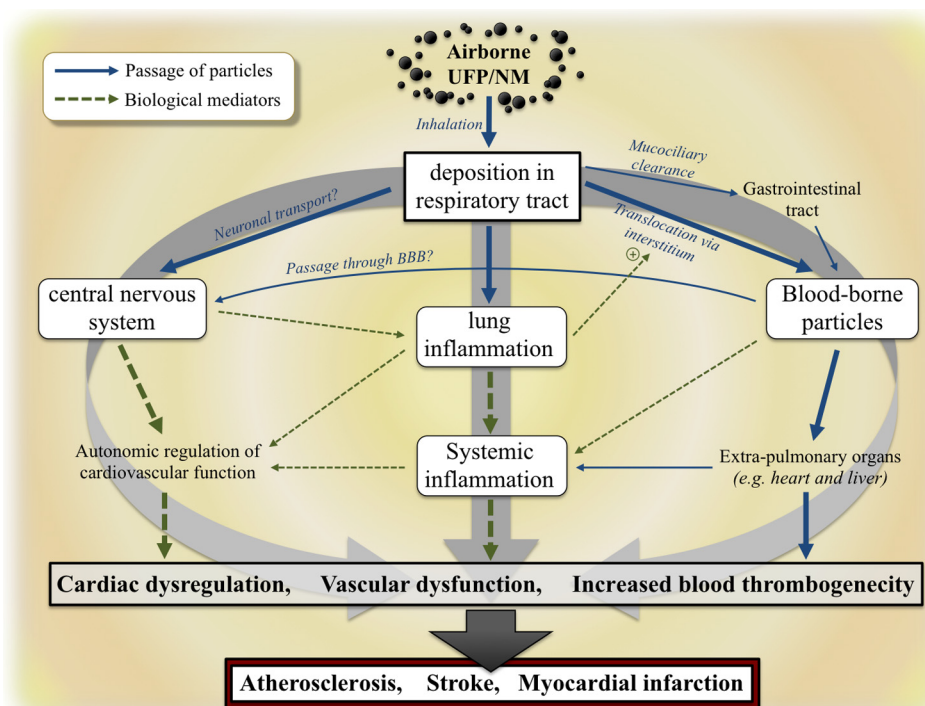 Airborne
UFP/NM
Passage of particles
Biological mediators
Inhalation
Mucociliary
clearance
deposition in
respiratory tract
Gastrointestinal
tract
Neuronal transport?
Translocation via
interstitium
Passage through BBB?
+
central nervous
system
lung
inflammation
Blood-borne
particles
Autonomic regulation of
cardiovascular function
Systemic
inflammation
Extra-pulmonary organs
(e.g. heart and liver)
Cardiac dysregulation, Vascular dysfunction, Increased blood thrombogenecity
Atherosclerosis, Stroke, Myocardial infarction